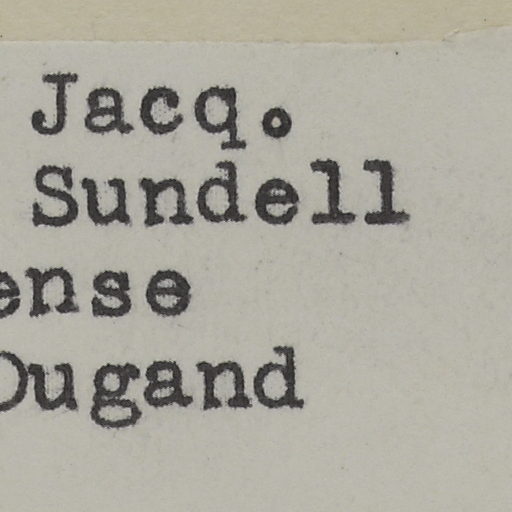 Jacq.
Sundell
ense
Dugand